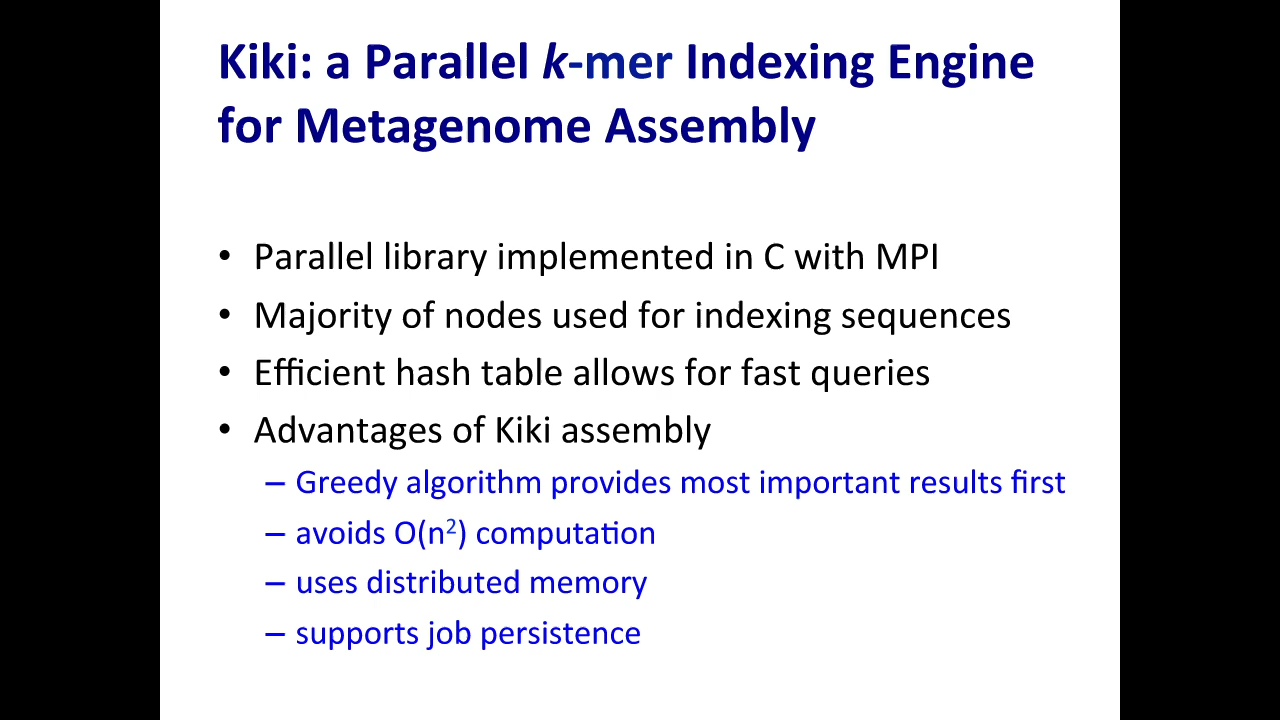 Kiki: a Parallel k-mer Indexing Engine
for Metagenome Assembly
• Parallel library implemented in C with MPI
• Majority of nodes used for indexing sequences
• Efficient hash table allows for fast queries
• Advantages of Kiki assembly
– Greedy algorithm provides most important results first
– avoids O(n²) computation
– uses distributed memory
– supports job persistence